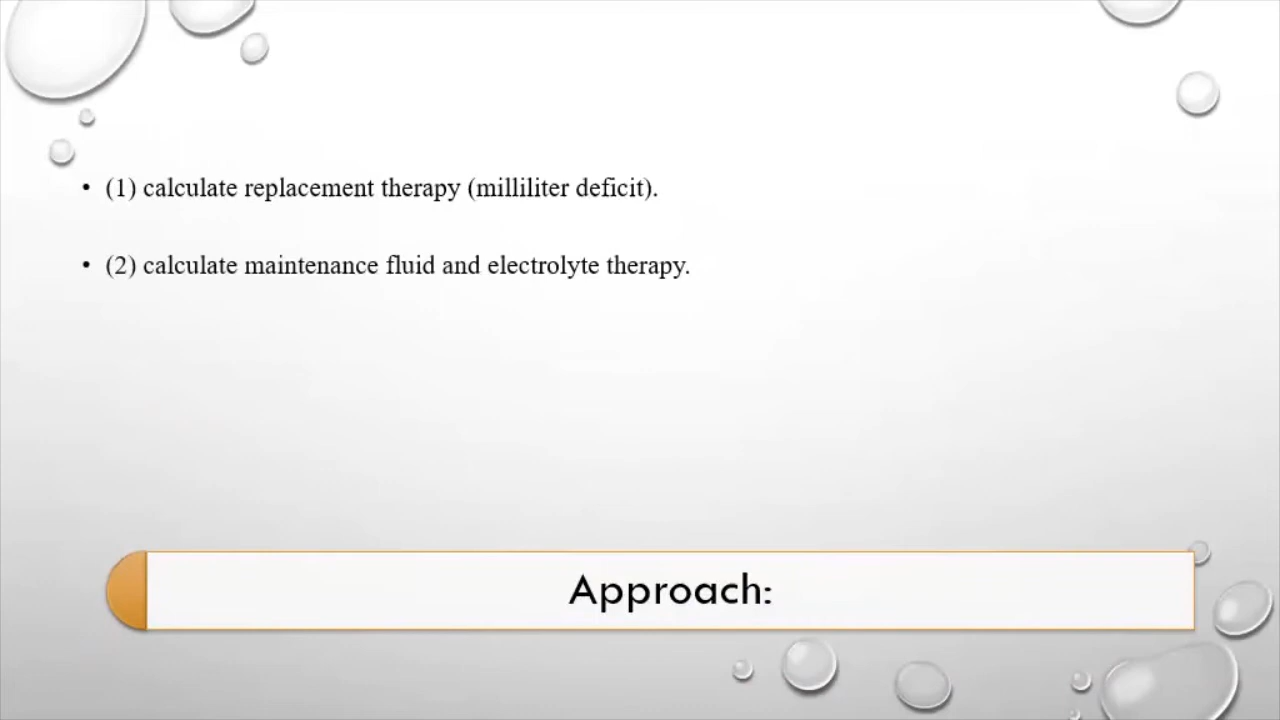 • (1) calculate replacement therapy (milliliter deficit).
• (2) calculate maintenance fluid and electrolyte therapy.
Approach: